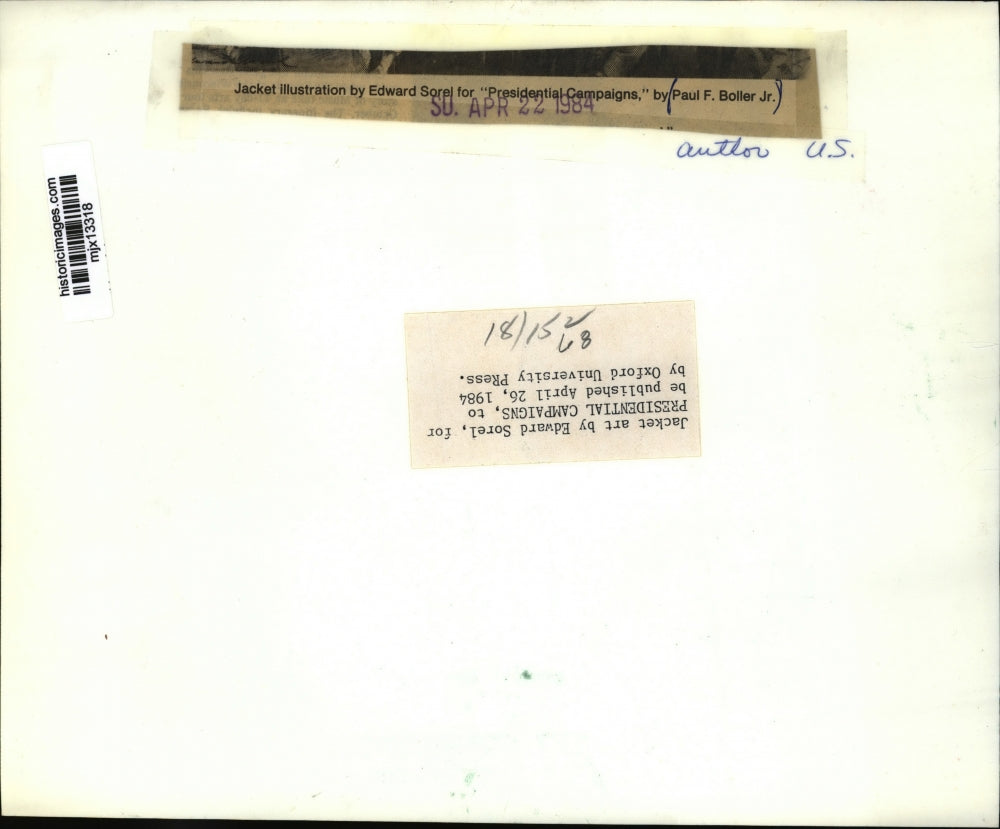 Jacket illustration by Edward Sorel for "Presidential Campaigns," by (Paul F. Boller Jr.)
SU. APR 22 1984
author U.S.
historicimages.com
mjx13318
18/15
68
Jacket art by Edward Sorel, for
PRESIDENTIAL CAMPAIGNS, to
be published April 26, 1984
by Oxford University PRess.